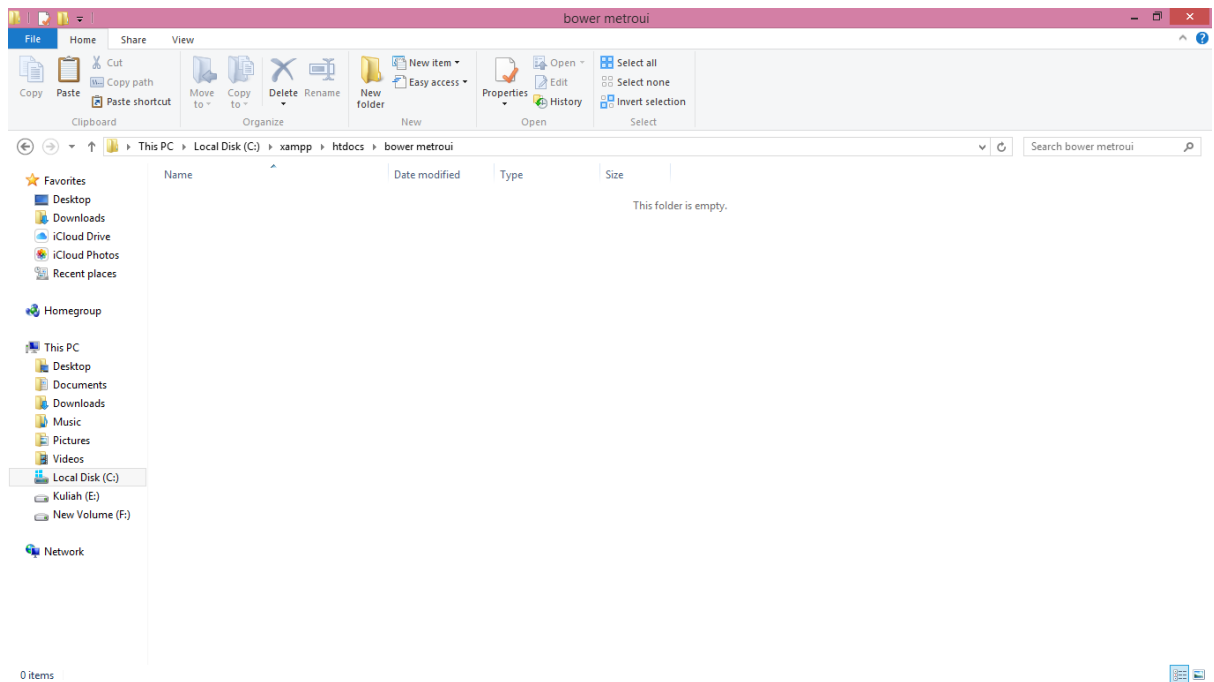 bower metroui
File Home Share View
Copy
Paste
Cut
Copy path
Paste shortcut
Clipboard
Move to
Copy to
Delete
Rename
Organize
New folder
New item
Easy access
New
Properties
Open
Edit
History
Open
Select all
Select none
Invert selection
Select
This PC Local Disk (C:) xampp htdocs bower metroui
Search bower metroui
Name Date modified Type Size
This folder is empty.
Favorites
Desktop
Downloads
iCloud Drive
iCloud Photos
Recent places
Homegroup
This PC
Desktop
Documents
Downloads
Music
Pictures
Videos
Local Disk (C:)
Kuliah (E:)
New Volume (F:)
Network
0 items